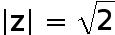 |z| = √2